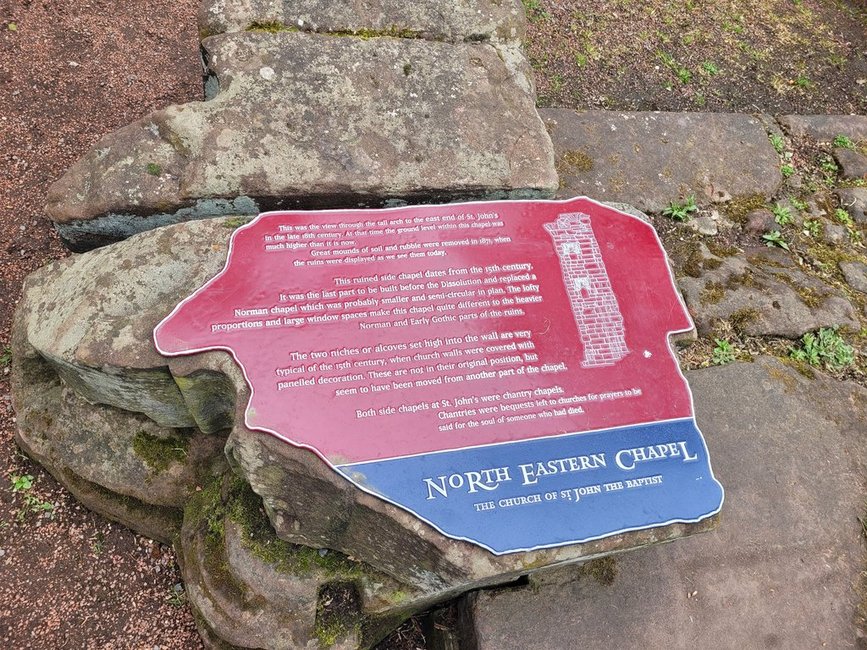 This was the view through the tall arch to the east end of St. John's
in the late 18th century. At that time the ground level within this chapel was
much higher than it is now.
Great mounds of soil and rubble were removed in 1871, when
the ruins were displayed as we see them today.
This ruined side chapel dates from the 15th century.
It was the last part to be built before the Dissolution and replaced a
Norman chapel which was probably smaller and semi-circular in plan. The lofty
proportions and large window spaces make this chapel quite different to the heavier
Norman and Early Gothic parts of the ruins.
The two niches or alcoves set high into the wall are very
typical of the 15th century, when church walls were covered with
panelled decoration. These are not in their original position, but
seem to have been moved from another part of the chapel.
Both side chapels at St. John's were chantry chapels.
Chantries were bequests left to churches for prayers to be
said for the soul of someone who had died.
NORTH EASTERN CHAPEL
THE CHURCH OF ST JOHN THE BAPTIST